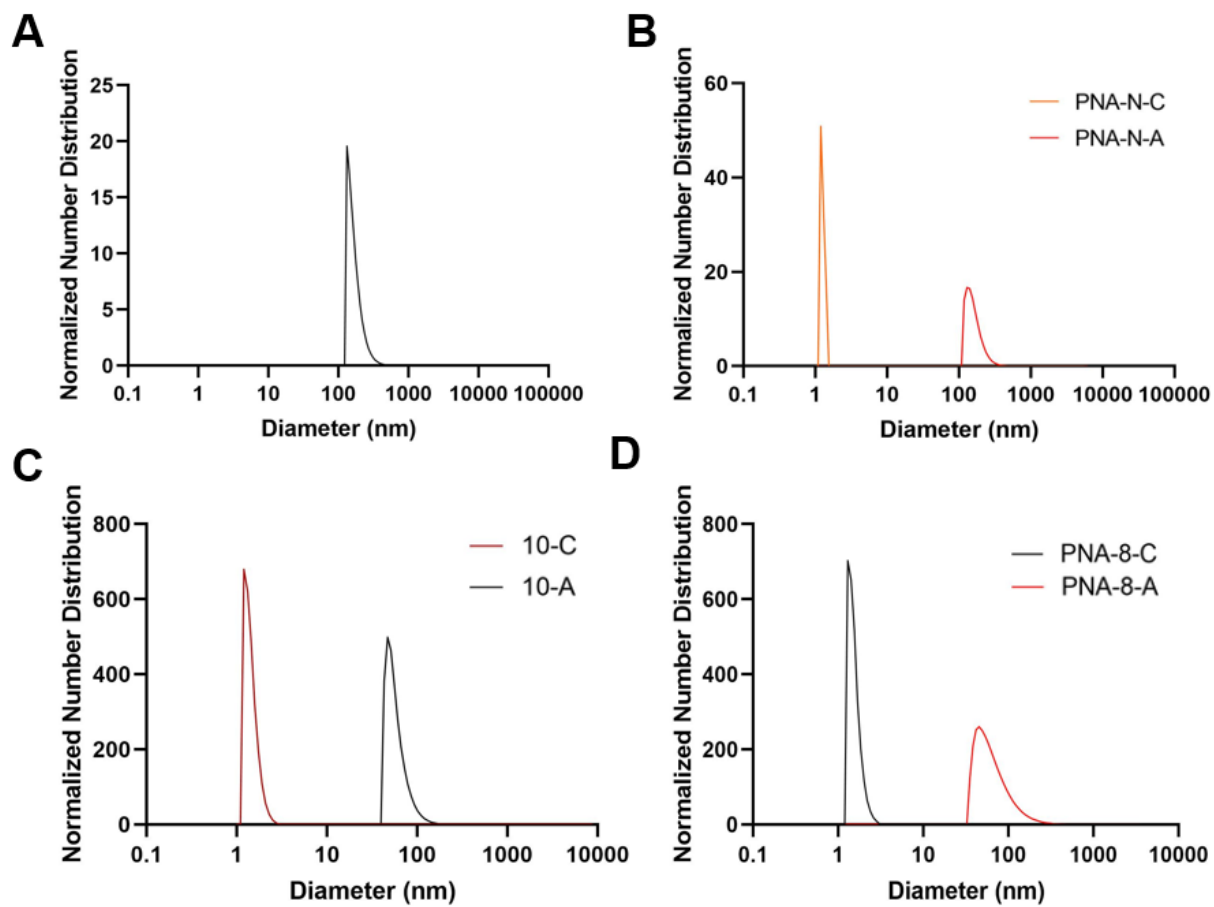 A
Normalized Number Distribution
25
20
15
10
5
0
0.1 1 10 100 1000 10000 100000
Diameter (nm)
B
Normalized Number Distribution
60
40
20
0
PNA-N-C
PNA-N-A
0.1 1 10 100 1000 10000 100000
Diameter (nm)
C
Normalized Number Distribution
800
600
400
200
0
10-C
10-A
0.1 1 10 100 1000 10000
Diameter (nm)
D
Normalized Number Distribution
800
600
400
200
0
PNA-8-C
PNA-8-A
0.1 1 10 100 1000 10000
Diameter (nm)